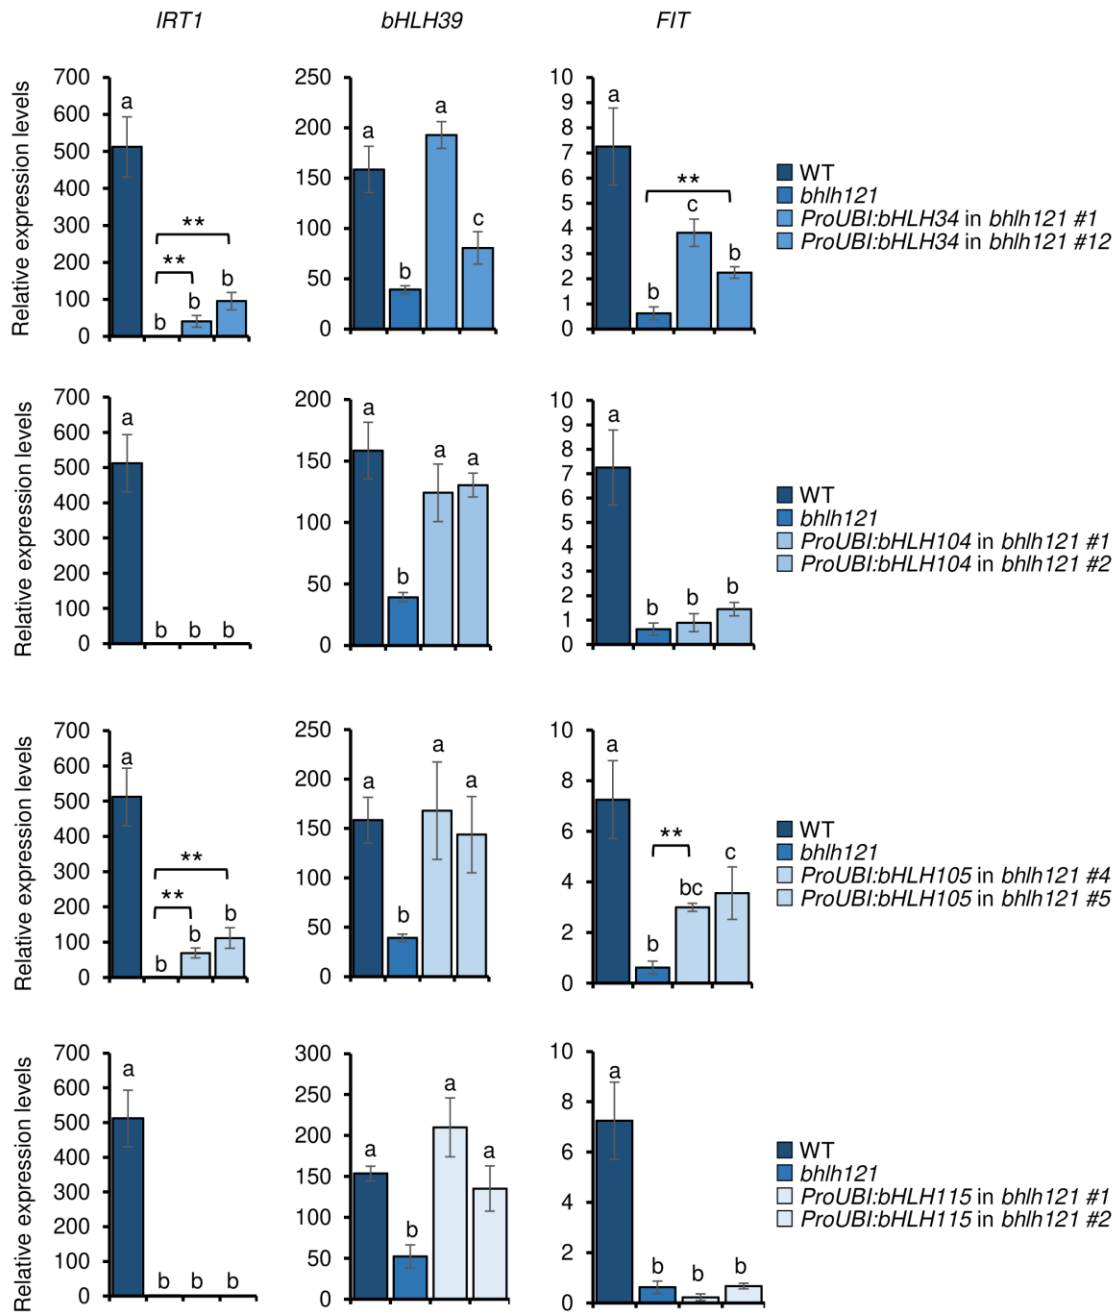 IRT1 bHLH39 FIT
Relative expression levels
700
600
500
400
300
200
100
0
a
b
b
b
**
**
250
200
150
100
50
0
a
b
a
c
10
9
8
7
6
5
4
3
2
1
0
a
b
c
b
**
WT
bhlh121
ProUBI:bHLH34 in bhlh121 #1
ProUBI:bHLH34 in bhlh121 #12
Relative expression levels
700
600
500
400
300
200
100
0
a
b
b
b
200
150
100
50
0
a
b
a
a
10
9
8
7
6
5
4
3
2
1
0
a
b
b
b
WT
bhlh121
ProUBI:bHLH104 in bhlh121 #1
ProUBI:bHLH104 in bhlh121 #2
Relative expression levels
700
600
500
400
300
200
100
0
a
b
b
b
**
**
250
200
150
100
50
0
a
b
a
a
10
8
6
4
2
0
a
b
bc
c
**
WT
bhlh121
ProUBI:bHLH105 in bhlh121 #4
ProUBI:bHLH105 in bhlh121 #5
Relative expression levels
700
600
500
400
300
200
100
0
a
b
b
b
300
250
200
150
100
50
0
a
b
a
a
10
8
6
4
2
0
a
b
b
b
WT
bhlh121
ProUBI:bHLH115 in bhlh121 #1
ProUBI:bHLH115 in bhlh121 #2